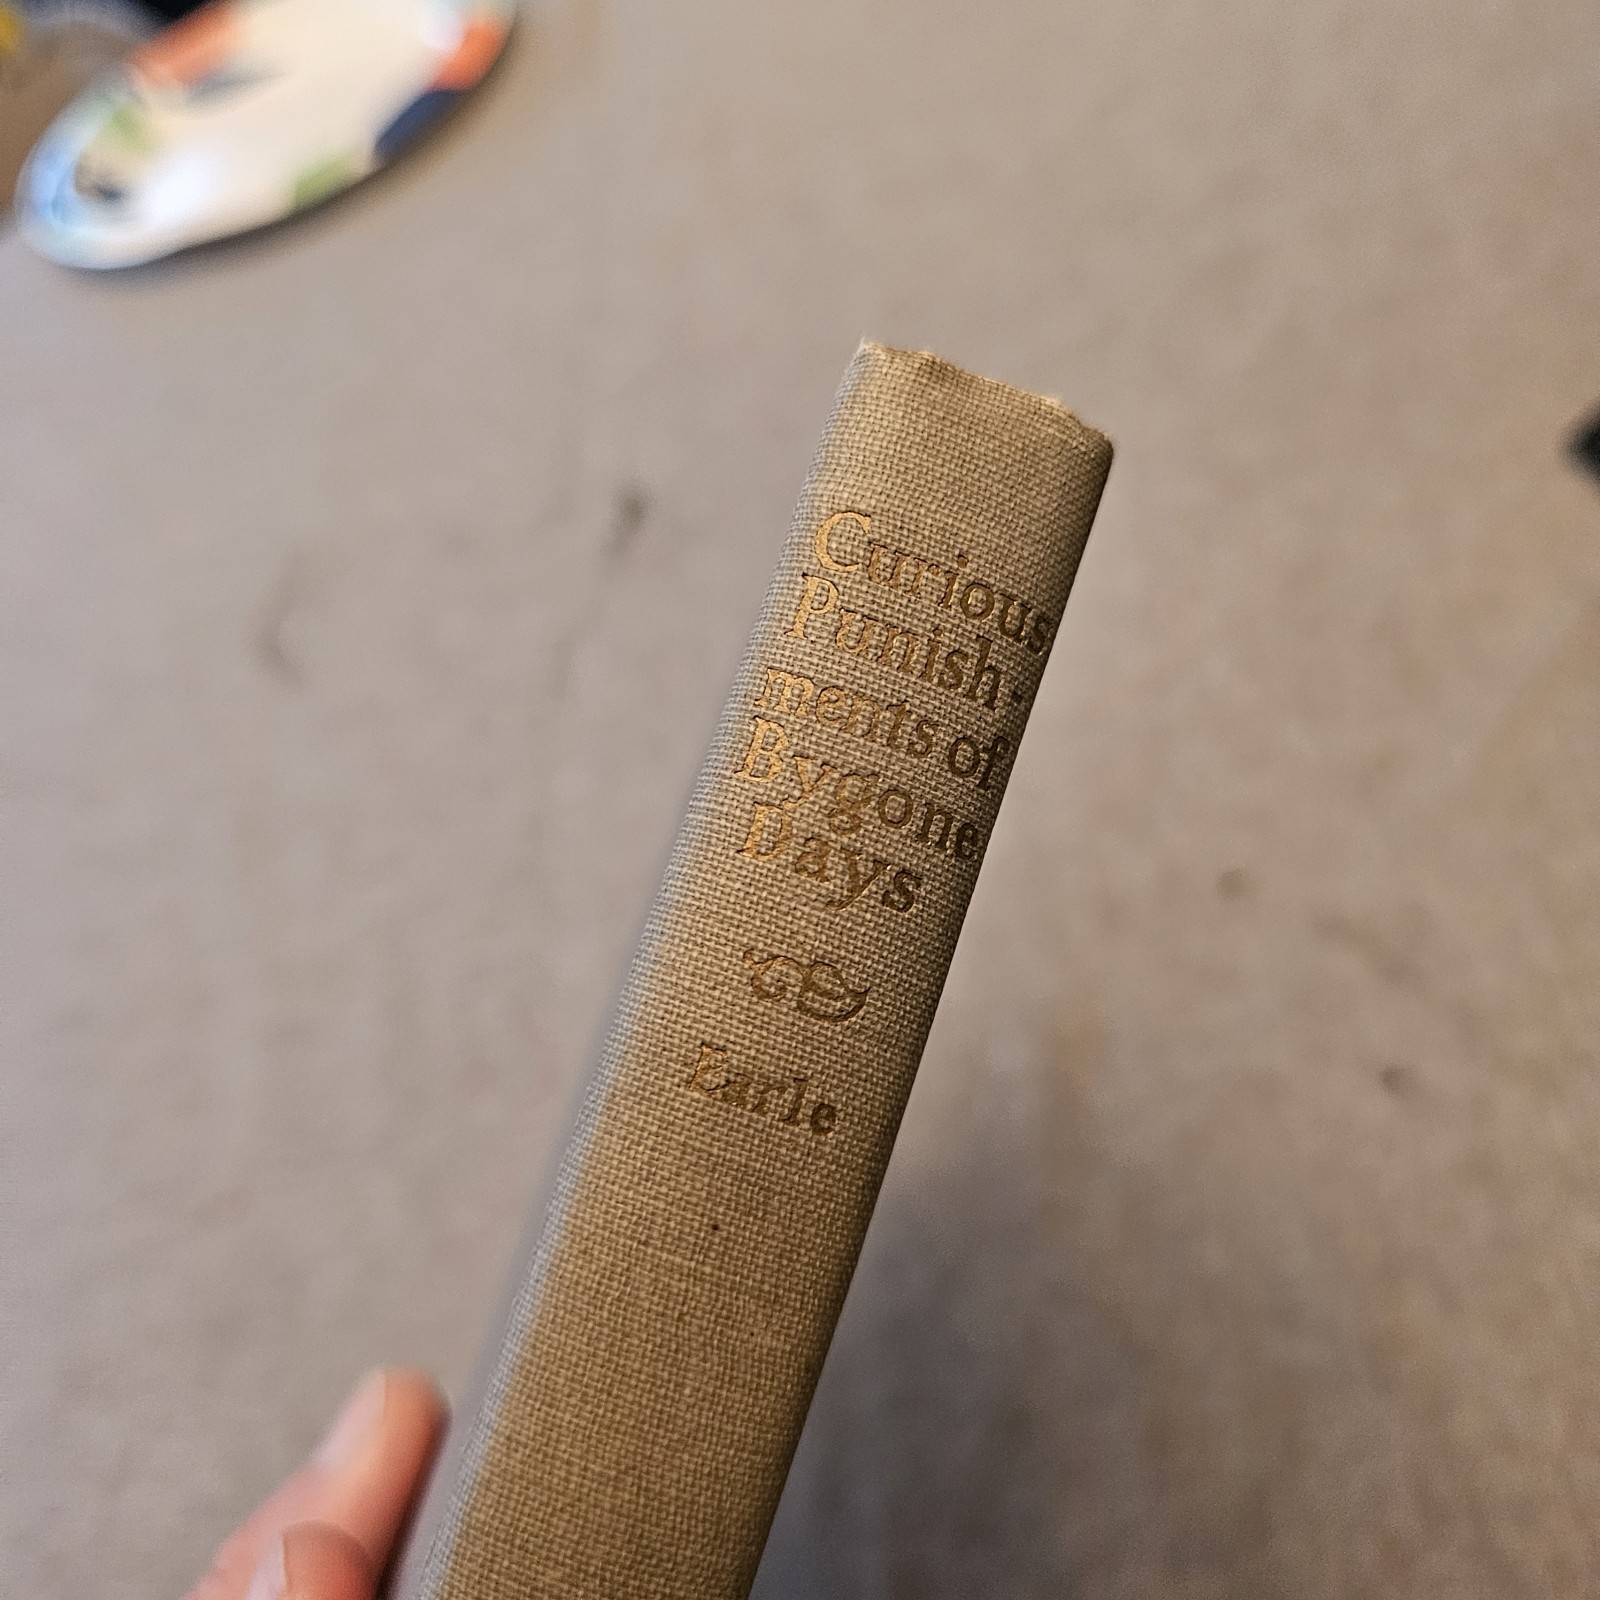 Curious
Punish-
ments of
Bygone
Days
Earle